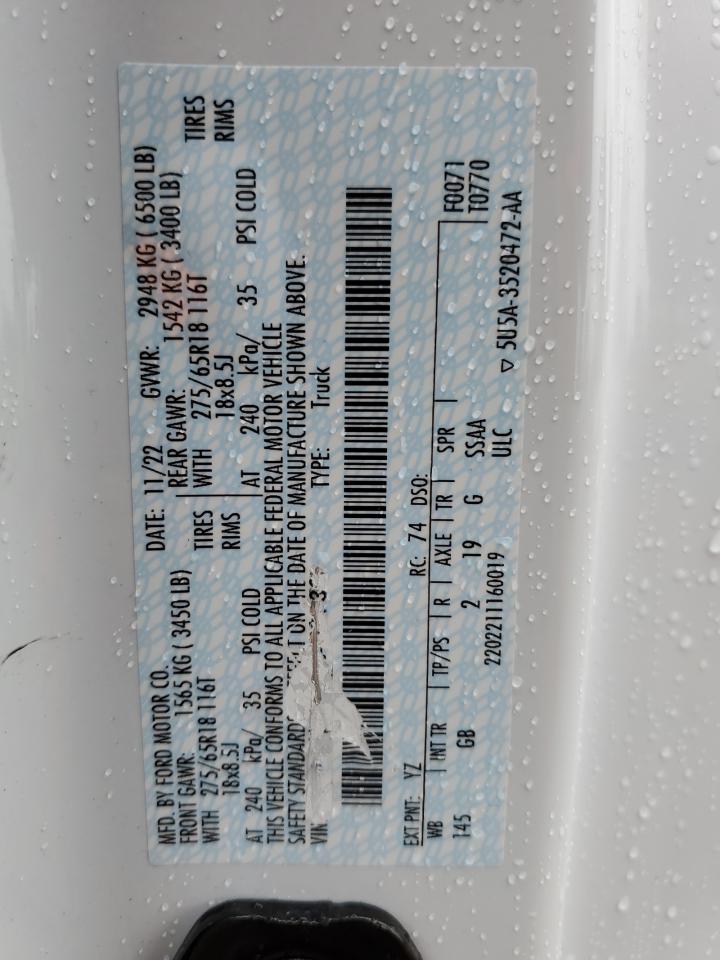 MFD. BY FORD MOTOR CO. DATE: 11/22 GVWR: 2948 KG ( 6500 LB)
FRONT GAWR: 1565 KG ( 3450 LB) REAR GAWR: 1542 KG ( 3400 LB)
WITH 275/65R18 116T TIRES WITH 275/65R18 116T TIRES
18x8.5J RIMS 18x8.5J RIMS
AT 240 kPa/ 35 PSI COLD AT 240 kPa/ 35 PSI COLD
THIS VEHICLE CONFORMS TO ALL APPLICABLE FEDERAL MOTOR VEHICLE
SAFETY ON THE DATE OF MANUFACTURE SHOWN ABOVE.
VIN TYPE: Truck
EXT PNT: YZ RC: 74 DSO:
WB INT TR TP/PS R AXLE TR SPR F0071
145 GB 2 19 G SSAA T0770
2202211160019 ULC ▽ 5U5A-3520472-AA